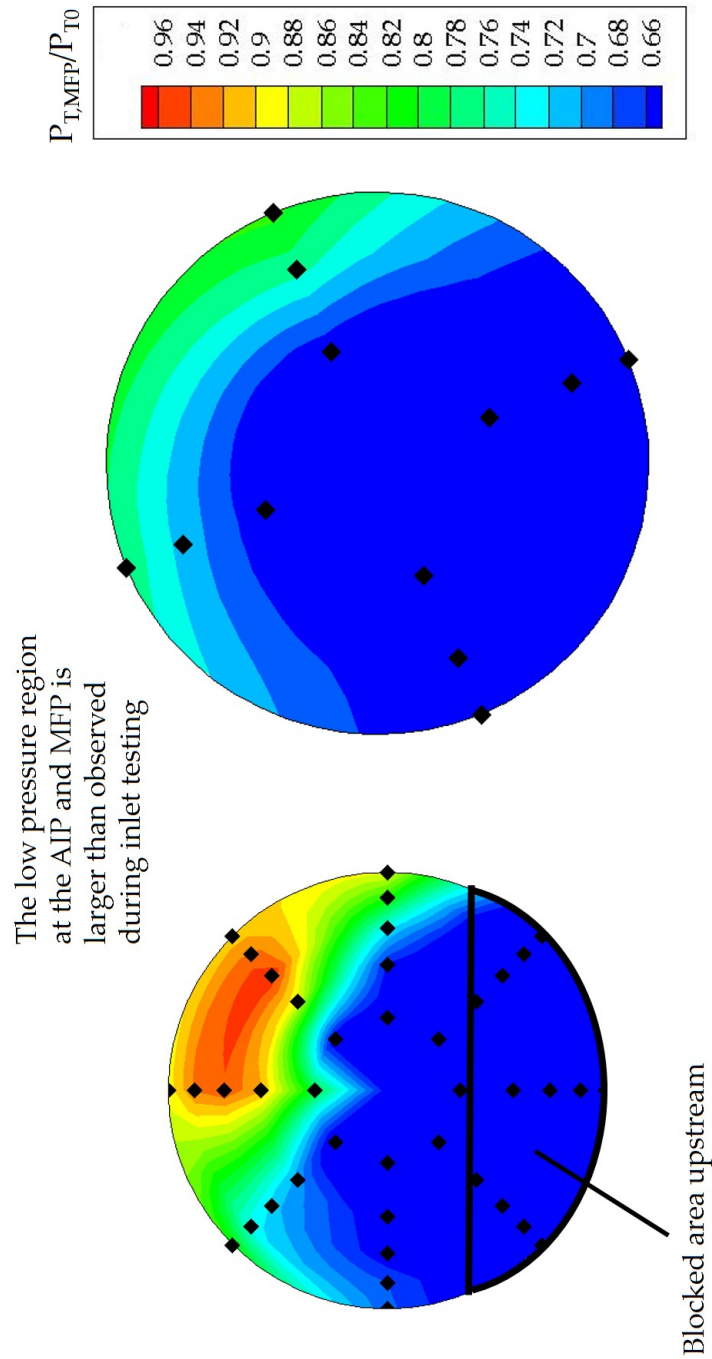 The low pressure region
at the AIP and MFP is
larger than observed
during inlet testing
P_T,MFP/P_T0
0.96
0.94
0.92
0.9
0.88
0.86
0.84
0.82
0.8
0.78
0.76
0.74
0.72
0.7
0.68
0.66
Blocked area upstream